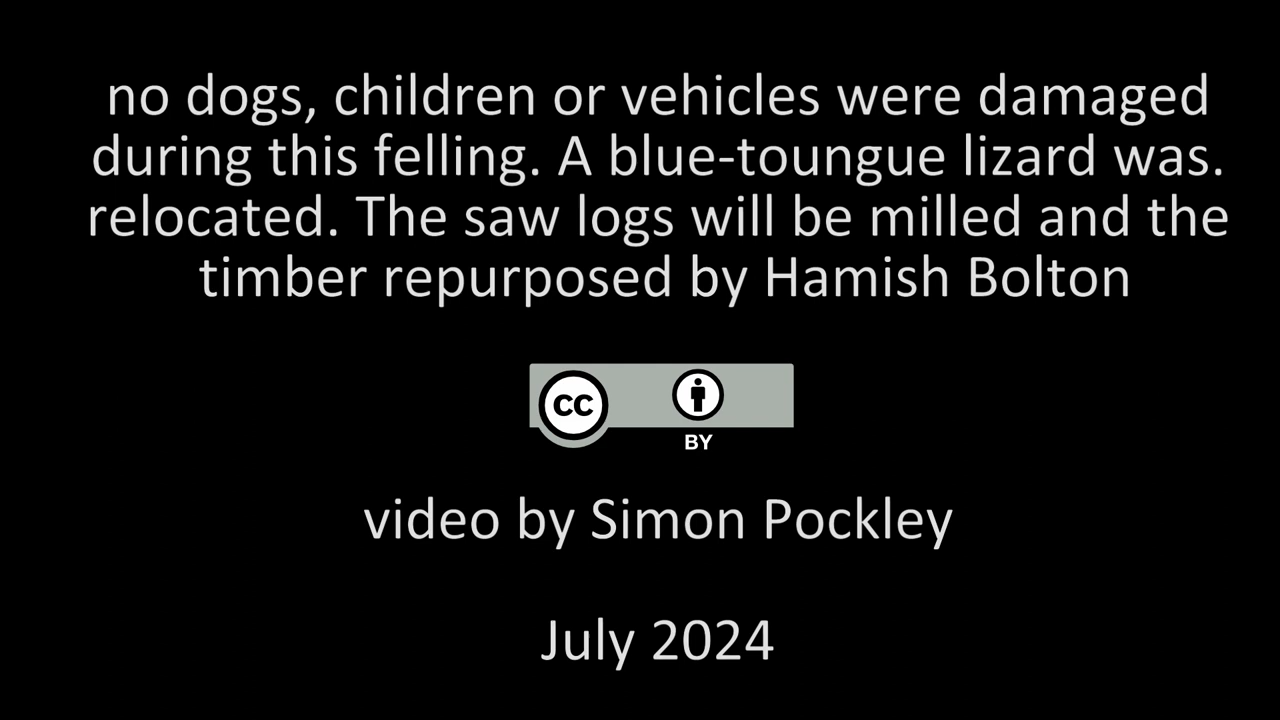 no dogs, children or vehicles were damaged
during this felling. A blue-toungue lizard was.
relocated. The saw logs will be milled and the
timber repurposed by Hamish Bolton
cc
BY
video by Simon Pockley
July 2024